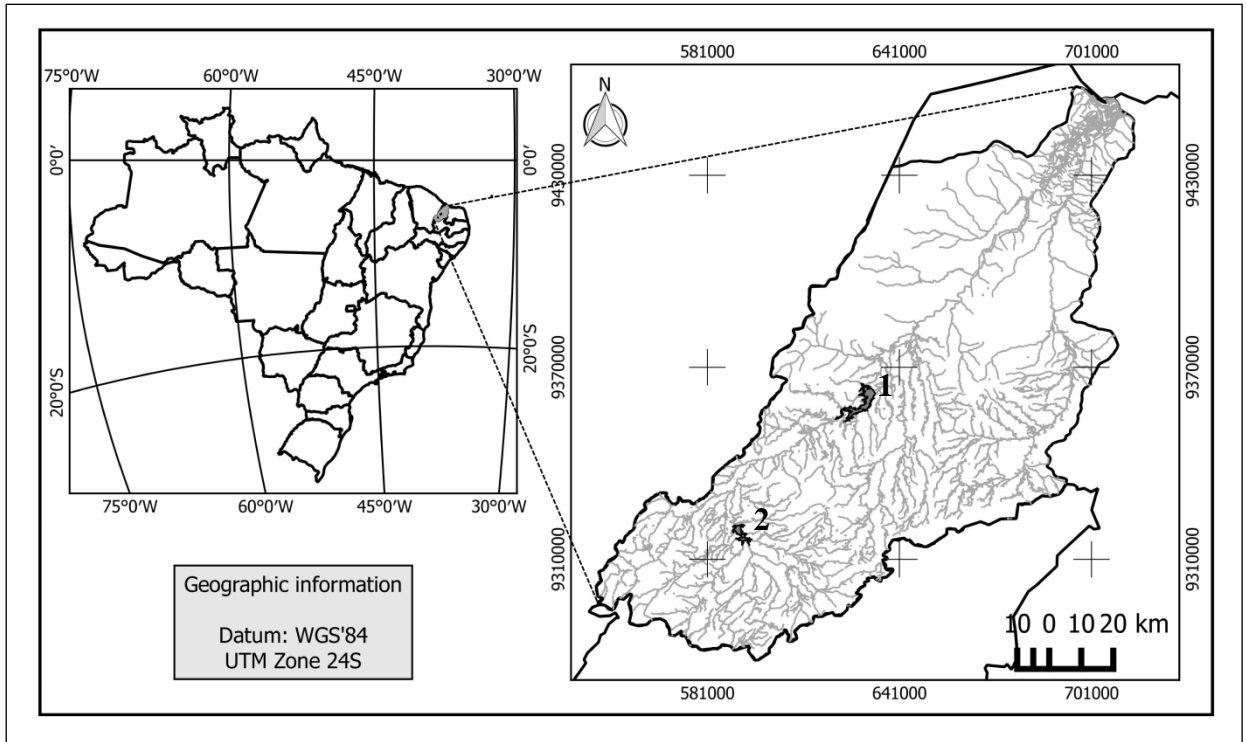 75°0'W 60°0'W 45°0'W 30°0'W
0°0' 0°0'
20°0'S 20°0'S
75°0'W 60°0'W 45°0'W 30°0'W
Geographic information
Datum: WGS'84
UTM Zone 24S
581000 641000 701000
N
9430000 9430000
9370000 9370000
1
2
9310000 9310000
10 0 10 20 km
581000 641000 701000